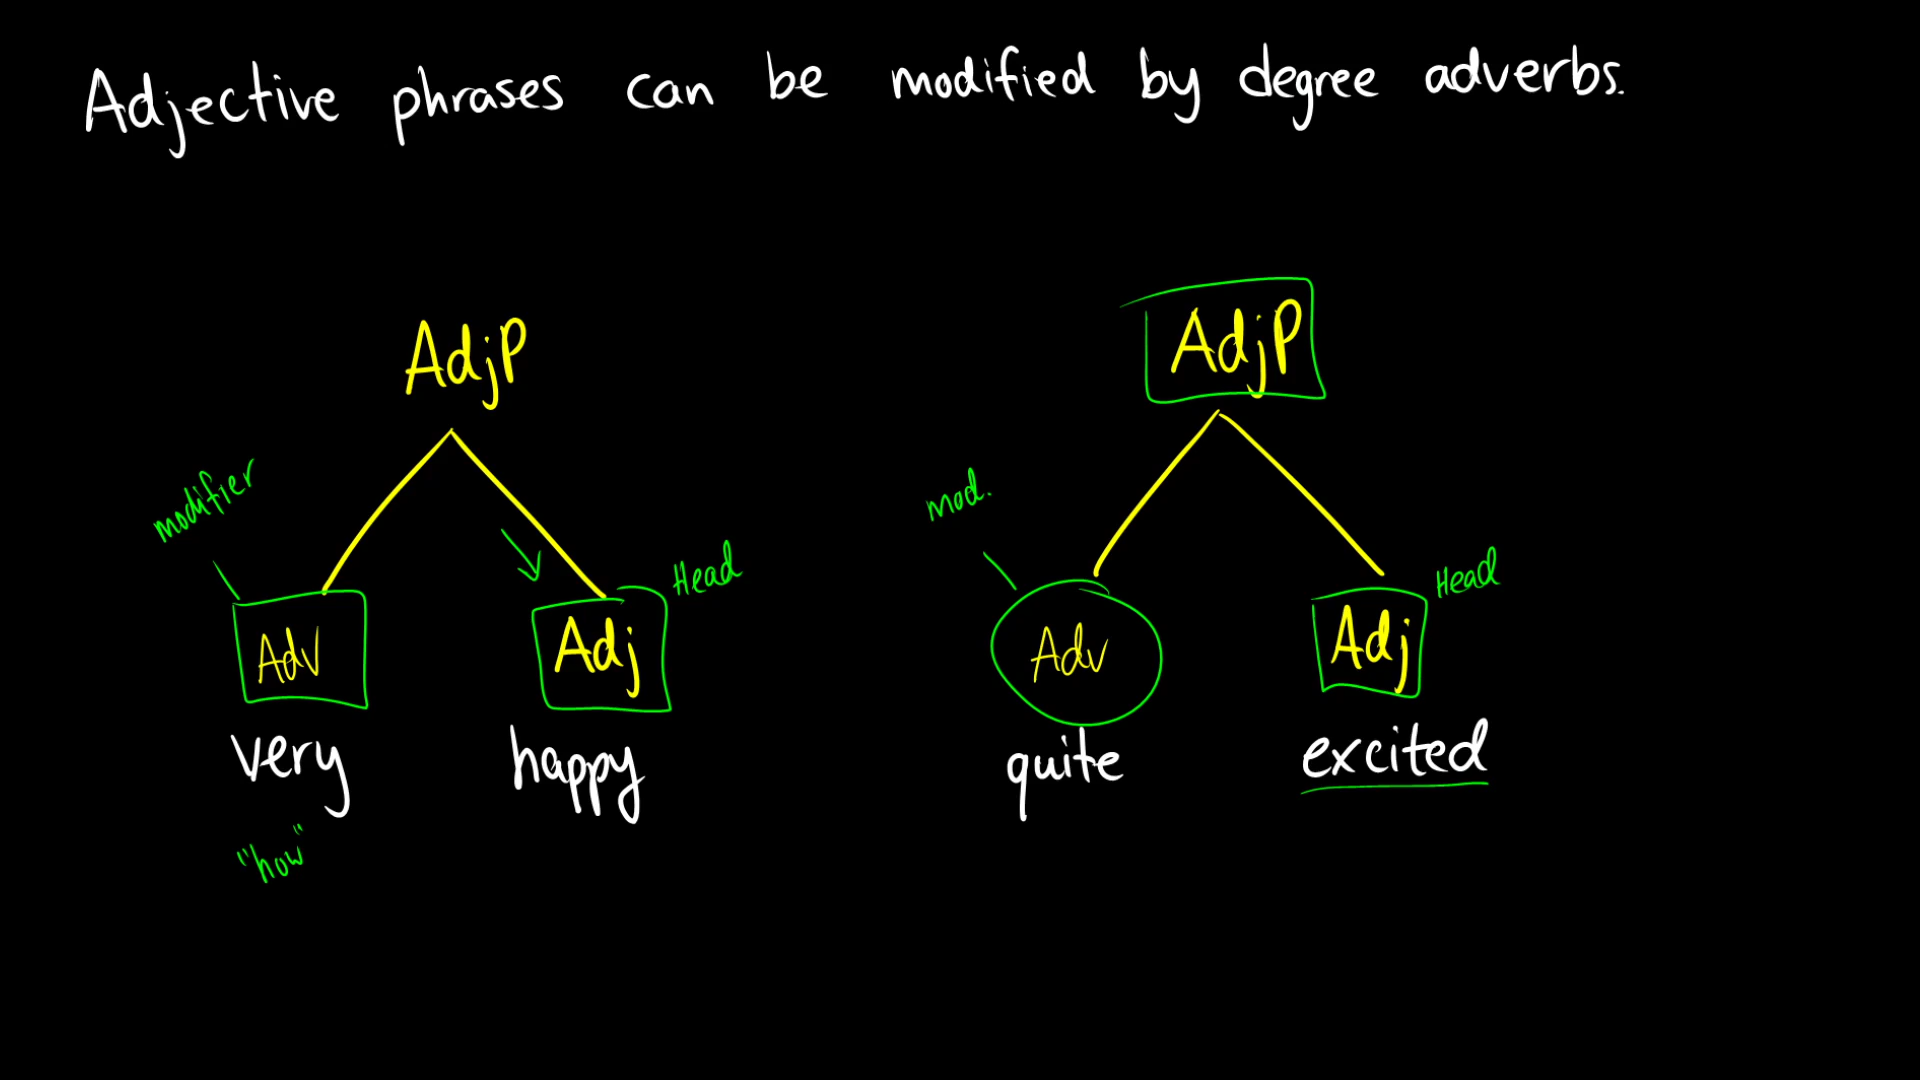 Adjective phrases can be modified by degree adverbs.
AdjP AdjP
modifier mod.
Head Head
Adv Adj Adv Adj
very happy quite excited
"how"